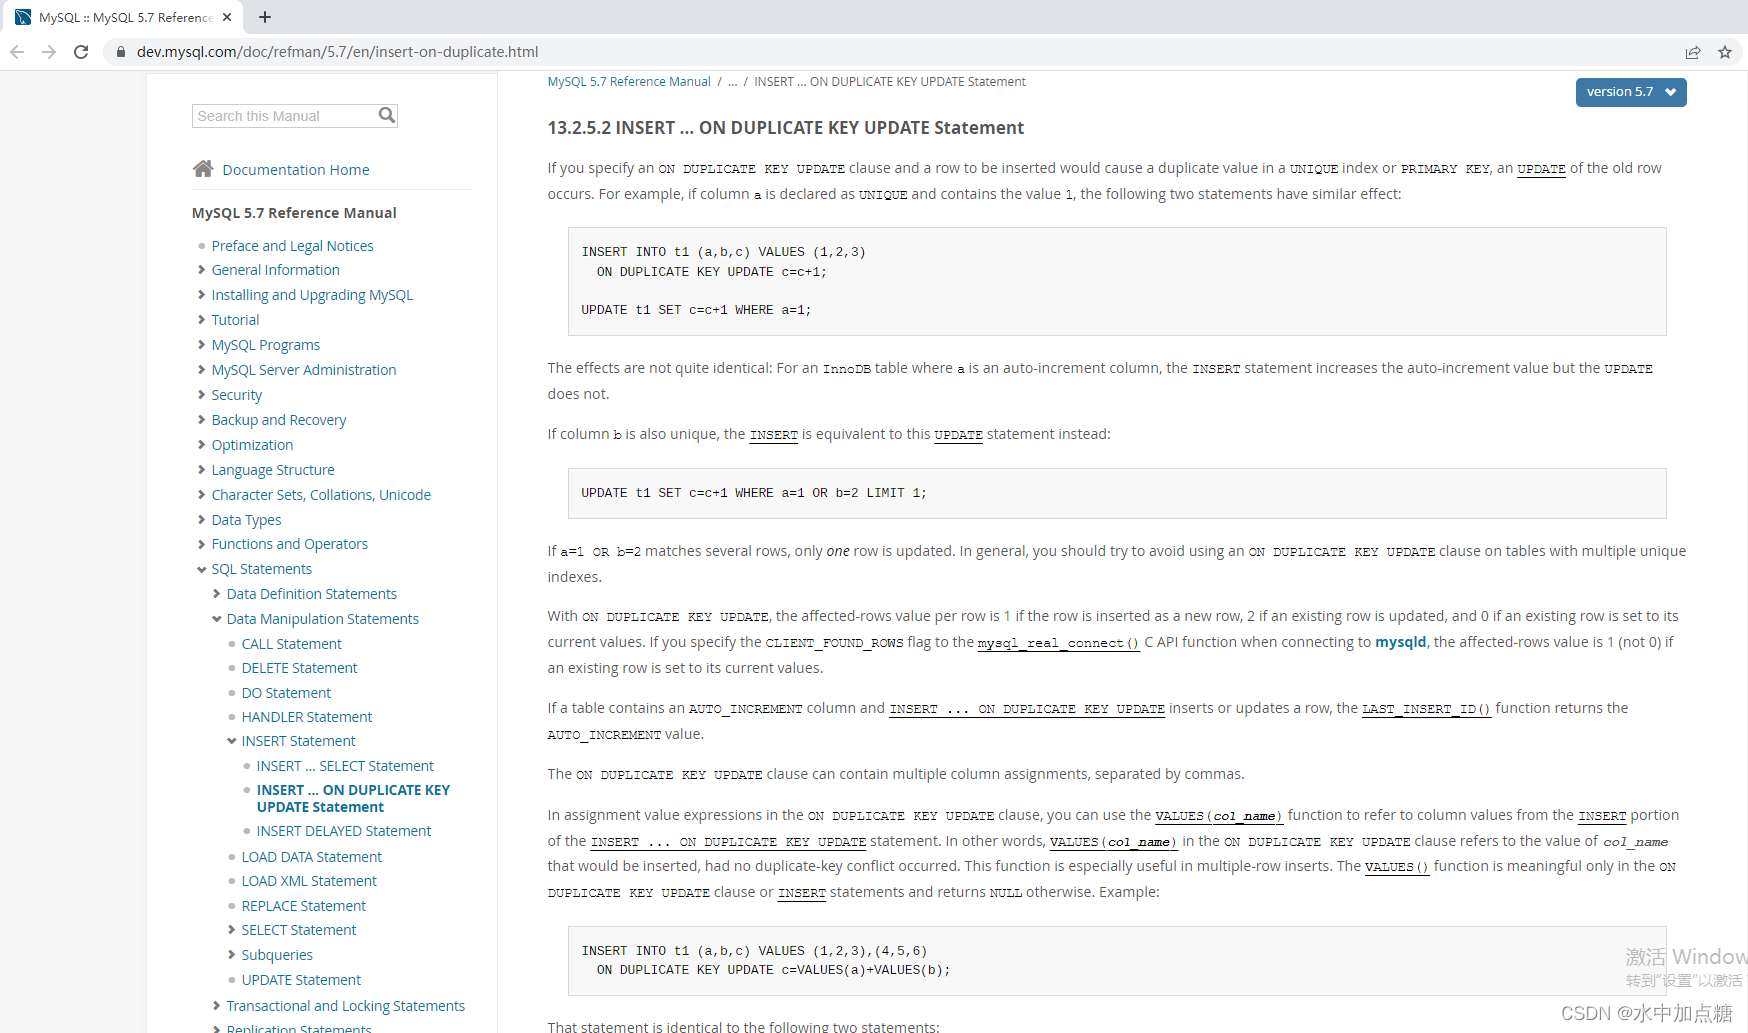 MySQL :: MySQL 5.7 Reference
dev.mysql.com/doc/refman/5.7/en/insert-on-duplicate.html
Search this Manual
Documentation Home
MySQL 5.7 Reference Manual
Preface and Legal Notices
General Information
Installing and Upgrading MySQL
Tutorial
MySQL Programs
MySQL Server Administration
Security
Backup and Recovery
Optimization
Language Structure
Character Sets, Collations, Unicode
Data Types
Functions and Operators
SQL Statements
Data Definition Statements
Data Manipulation Statements
CALL Statement
DELETE Statement
DO Statement
HANDLER Statement
INSERT Statement
INSERT ... SELECT Statement
INSERT ... ON DUPLICATE KEY
UPDATE Statement
INSERT DELAYED Statement
LOAD DATA Statement
LOAD XML Statement
REPLACE Statement
SELECT Statement
Subqueries
UPDATE Statement
Transactional and Locking Statements
Replication Statements
MySQL 5.7 Reference Manual / ... / INSERT ... ON DUPLICATE KEY UPDATE Statement
version 5.7
13.2.5.2 INSERT ... ON DUPLICATE KEY UPDATE Statement
If you specify an ON DUPLICATE KEY UPDATE clause and a row to be inserted would cause a duplicate value in a UNIQUE index or PRIMARY KEY, an UPDATE of the old row
occurs. For example, if column a is declared as UNIQUE and contains the value 1, the following two statements have similar effect:
INSERT INTO t1 (a,b,c) VALUES (1,2,3)
ON DUPLICATE KEY UPDATE c=c+1;
UPDATE t1 SET c=c+1 WHERE a=1;
The effects are not quite identical: For an InnoDB table where a is an auto-increment column, the INSERT statement increases the auto-increment value but the UPDATE
does not.
If column b is also unique, the INSERT is equivalent to this UPDATE statement instead:
UPDATE t1 SET c=c+1 WHERE a=1 OR b=2 LIMIT 1;
If a=1 OR b=2 matches several rows, only one row is updated. In general, you should try to avoid using an ON DUPLICATE KEY UPDATE clause on tables with multiple unique
indexes.
With ON DUPLICATE KEY UPDATE, the affected-rows value per row is 1 if the row is inserted as a new row, 2 if an existing row is updated, and 0 if an existing row is set to its
current values. If you specify the CLIENT_FOUND_ROWS flag to the mysql_real_connect() C API function when connecting to mysqld, the affected-rows value is 1 (not 0) if
an existing row is set to its current values.
If a table contains an AUTO_INCREMENT column and INSERT ... ON DUPLICATE KEY UPDATE inserts or updates a row, the LAST_INSERT_ID() function returns the
AUTO_INCREMENT value.
The ON DUPLICATE KEY UPDATE clause can contain multiple column assignments, separated by commas.
In assignment value expressions in the ON DUPLICATE KEY UPDATE clause, you can use the VALUES(col_name) function to refer to column values from the INSERT portion
of the INSERT ... ON DUPLICATE KEY UPDATE statement. In other words, VALUES(col_name) in the ON DUPLICATE KEY UPDATE clause refers to the value of col_name
that would be inserted, had no duplicate-key conflict occurred. This function is especially useful in multiple-row inserts. The VALUES() function is meaningful only in the ON
DUPLICATE KEY UPDATE clause or INSERT statements and returns NULL otherwise. Example:
INSERT INTO t1 (a,b,c) VALUES (1,2,3),(4,5,6)
ON DUPLICATE KEY UPDATE c=VALUES(a)+VALUES(b);
That statement is identical to the following two statements:
激活 Window
转到"设置"以激活
CSDN @水中加点糖